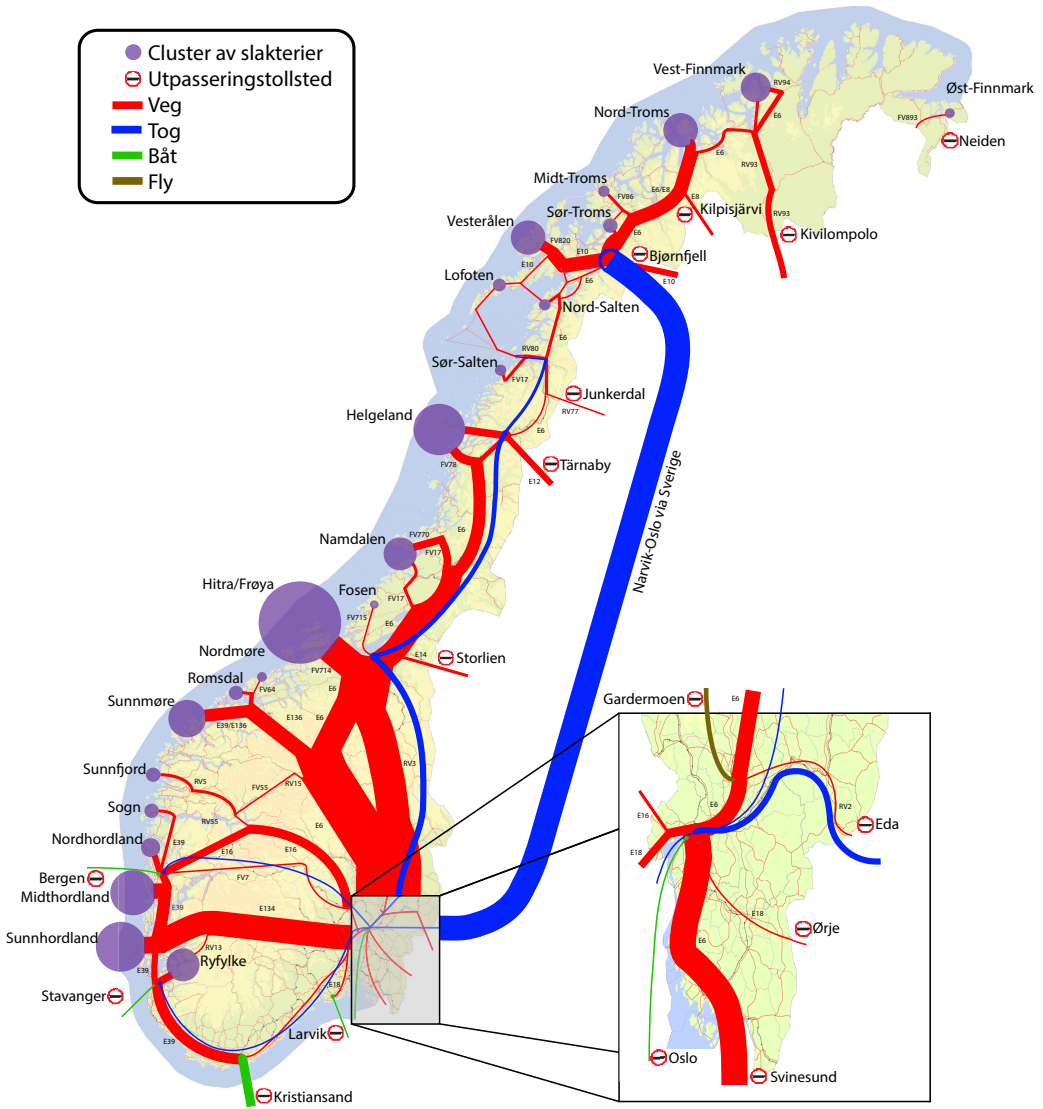 Cluster av slakterier
Utpasseringstollsted
Veg
Tog
Båt
Fly
Vest-Finnmark
RV94
Øst-Finnmark
FV893
Neiden
Nord-Troms
E6
E6
RV93
Midt-Troms
FV86
E6/E8
E8
Kilpisjärvi
RV93
Kivilompolo
Sør-Troms
Vesterålen
FV820
E6
E10
Bjørnfjell
E10
E10
E6
Lofoten
Nord-Salten
E6
RV80
Sør-Salten
FV17
Junkerdal
RV77
Helgeland
E6
FV78
Tärnaby
E12
Narvik-Oslo via Sverige
E6
Namdalen
FV770
FV17
Hitra/Frøya
Fosen
FV17
FV715
E6
Nordmøre
E14
Storlien
Romsdal
FV714
E6
FV64
Sunnmøre
E39/E136
E136
E6
Sunnfjord
RV5
FV55
RV15
RV3
Sogn
RV55
E6
Nordhordland
E39
E16
E16
Bergen
FV7
Midthordland
E39
E134
Sunnhordland
RV13
Ryfylke
E39
Stavanger
E18
Larvik
E39
Kristiansand
Gardermoen
E6
E16
E6
RV2
Eda
E18
E18
Ørje
E6
Oslo
Svinesund